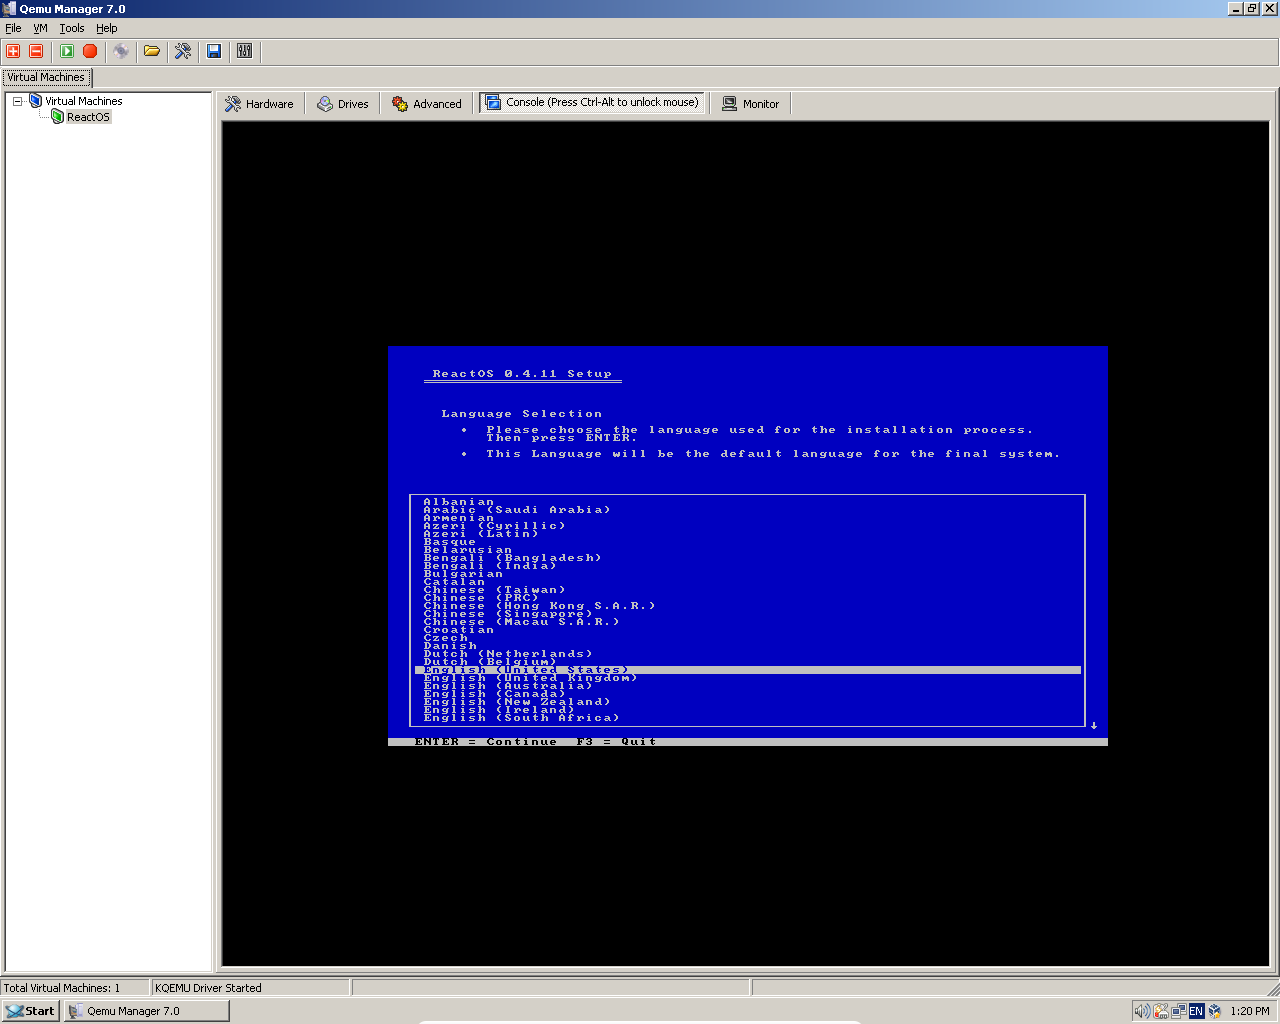 Qemu Manager 7.0
File VM Tools Help
Virtual Machines
Virtual Machines
ReactOS
Hardware Drives Advanced Console (Press Ctrl-Alt to unlock mouse) Monitor
ReactOS 0.4.11 Setup
Language Selection
• Please choose the language used for the installation process.
Then press ENTER.
• This Language will be the default language for the final system.
Albanian
Arabic (Saudi Arabia)
Armenian
Azeri (Cyrillic)
Azeri (Latin)
Basque
Belarusian
Bengali (Bangladesh)
Bengali (India)
Bulgarian
Catalan
Chinese (Taiwan)
Chinese (PRC)
Chinese (Hong Kong S.A.R.)
Chinese (Singapore)
Chinese (Macau S.A.R.)
Croatian
Czech
Danish
Dutch (Netherlands)
Dutch (Belgium)
English (United States)
English (United Kingdom)
English (Australia)
English (Canada)
English (New Zealand)
English (Ireland)
English (South Africa)
ENTER = Continue F3 = Quit
Total Virtual Machines: 1 KQEMU Driver Started
Start Qemu Manager 7.0 EN 1:20 PM